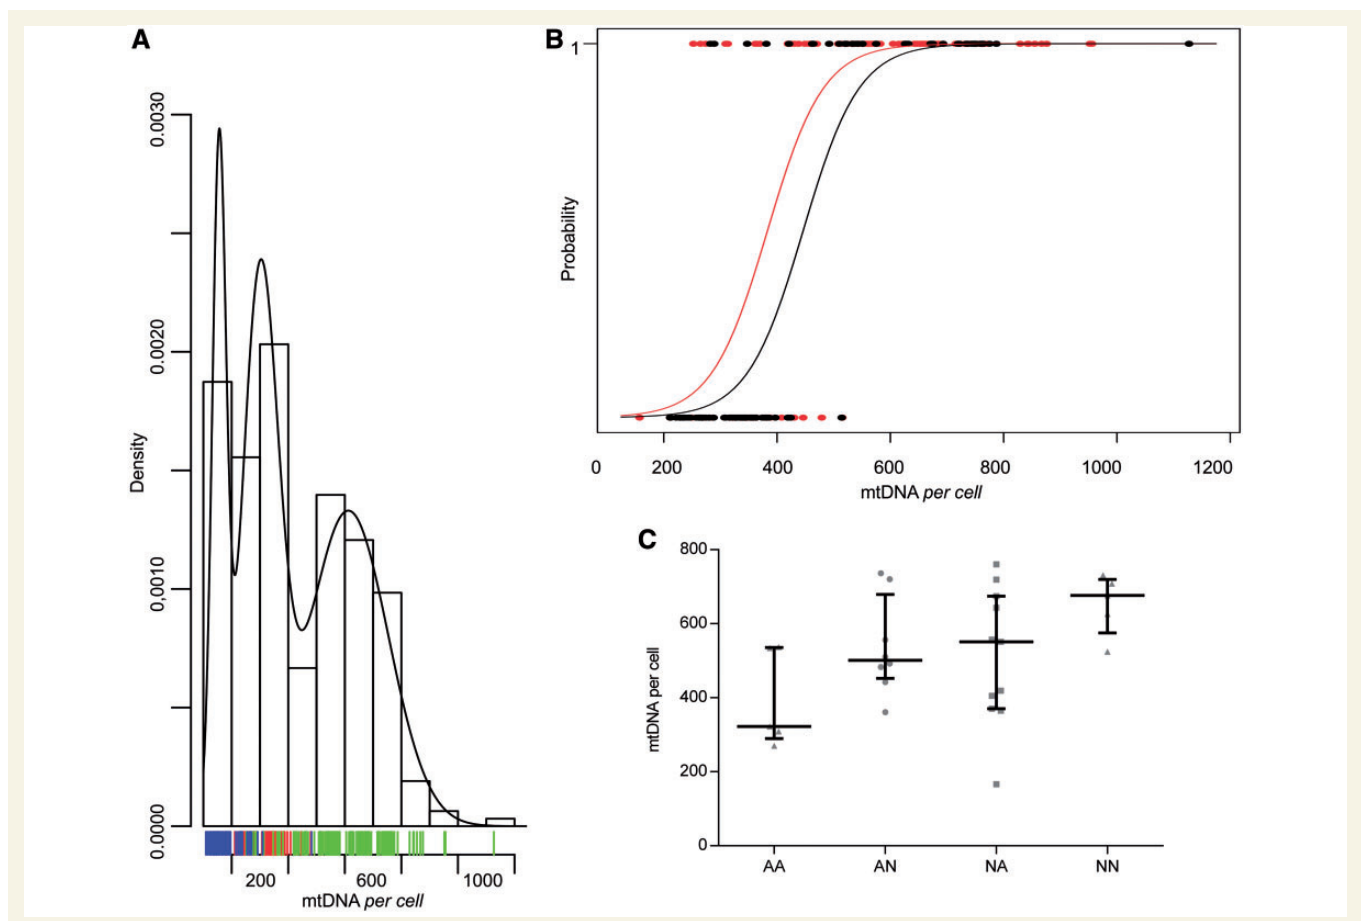 A
0.0030
0.0020
0.0010
0.0000
Density
200 600 1000
mtDNA per cell
B
1
Probability
0 200 400 600 800 1000 1200
mtDNA per cell
C
800
600
400
200
0
mtDNA per cell
AA AN NA NN